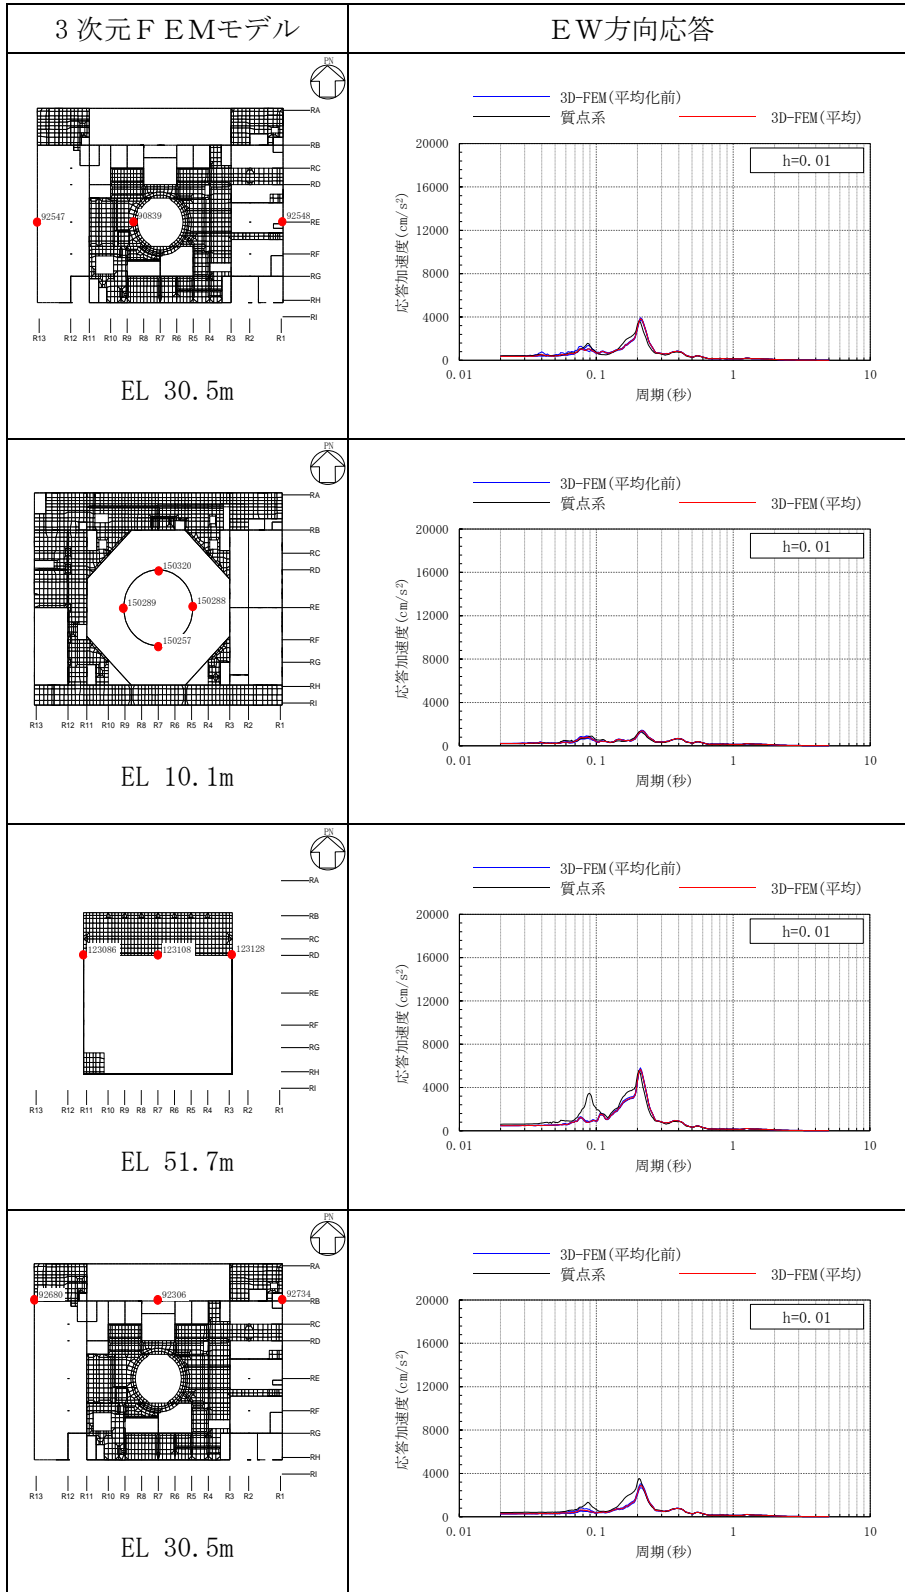 3次元FEMモデル
EW方向応答
PN
RA
RB
RC
RD
92547
90839
92548
RE
RF
RG
RH
RI
R13 R12 R11 R10 R9 R8 R7 R6 R5 R4 R3 R2 R1
EL 30.5m
3D-FEM(平均化前)
質点系
3D-FEM(平均)
h=0.01
20000
16000
12000
8000
4000
0
応答加速度(cm/s²)
0.01 0.1 1 10
周期(秒)
PN
RA
RB
RC
RD
150320
150289
150288
RE
RF
150257
RG
RH
RI
R13 R12 R11 R10 R9 R8 R7 R6 R5 R4 R3 R2 R1
EL 10.1m
3D-FEM(平均化前)
質点系
3D-FEM(平均)
h=0.01
20000
16000
12000
8000
4000
0
応答加速度(cm/s²)
0.01 0.1 1 10
周期(秒)
PN
RA
RB
RC
123086
123108
123128
RD
RE
RF
RG
RH
RI
R13 R12 R11 R10 R9 R8 R7 R6 R5 R4 R3 R2 R1
EL 51.7m
3D-FEM(平均化前)
質点系
3D-FEM(平均)
h=0.01
20000
16000
12000
8000
4000
0
応答加速度(cm/s²)
0.01 0.1 1 10
周期(秒)
PN
RA
92680
92306
92734
RB
RC
RD
RE
RF
RG
RH
RI
R13 R12 R11 R10 R9 R8 R7 R6 R5 R4 R3 R2 R1
EL 30.5m
3D-FEM(平均化前)
質点系
3D-FEM(平均)
h=0.01
20000
16000
12000
8000
4000
0
応答加速度(cm/s²)
0.01 0.1 1 10
周期(秒)